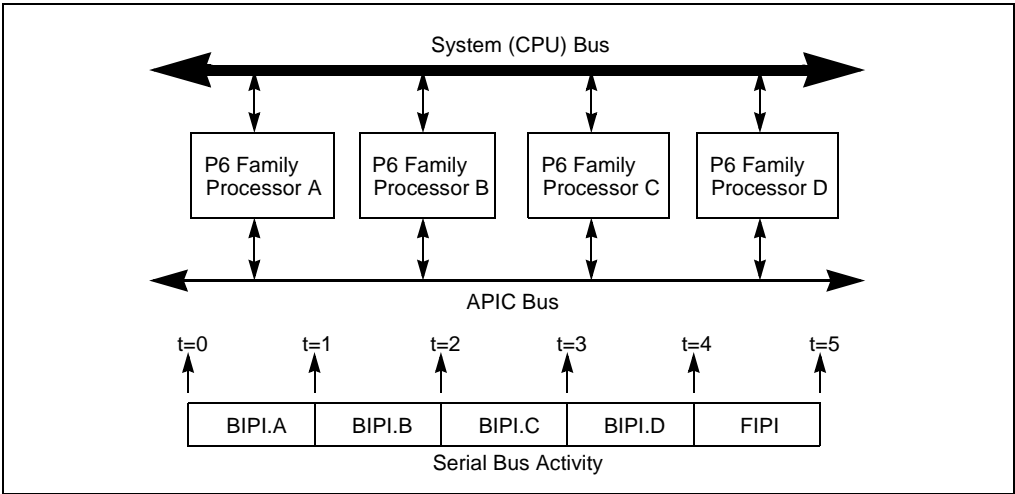 System (CPU) Bus
P6 Family
Processor A
P6 Family
Processor B
P6 Family
Processor C
P6 Family
Processor D
APIC Bus
t=0 t=1 t=2 t=3 t=4 t=5
BIPI.A BIPI.B BIPI.C BIPI.D FIPI
Serial Bus Activity